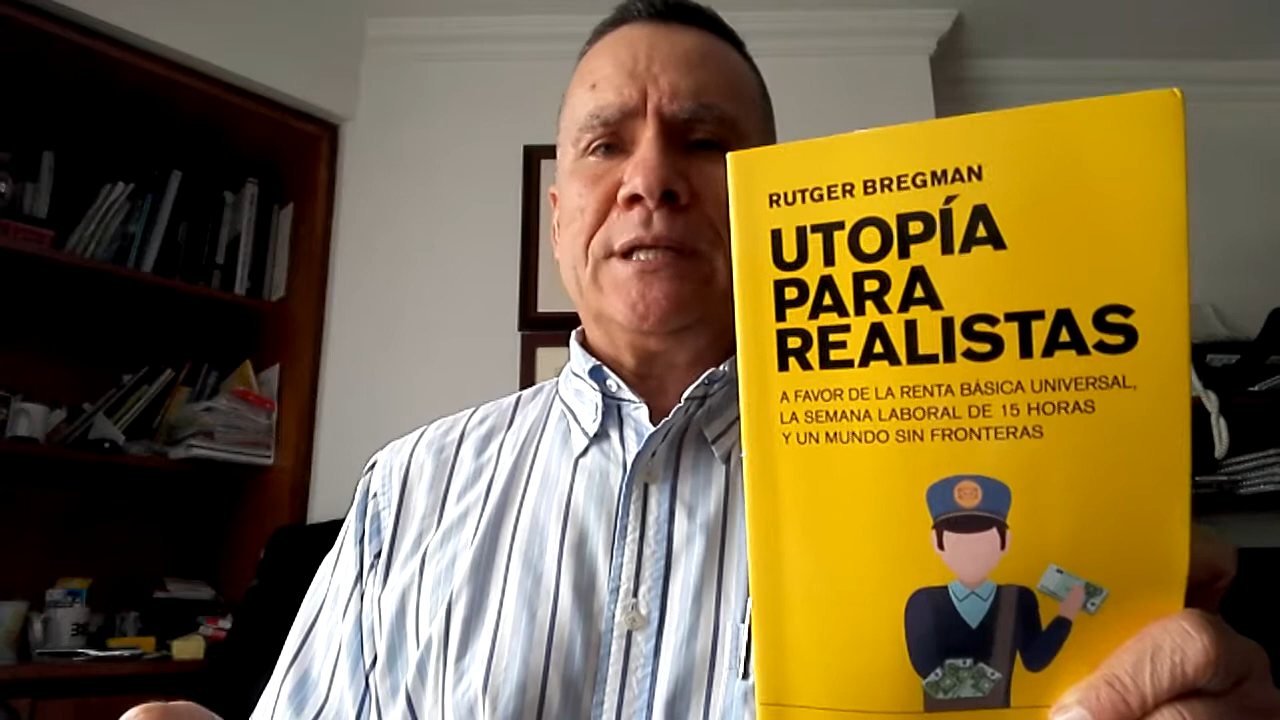 RUTGER BREGMAN
UTOPÍA
PARA
REALISTAS
A FAVOR DE LA RENTA BÁSICA UNIVERSAL,
LA SEMANA LABORAL DE 15 HORAS
Y UN MUNDO SIN FRONTERAS